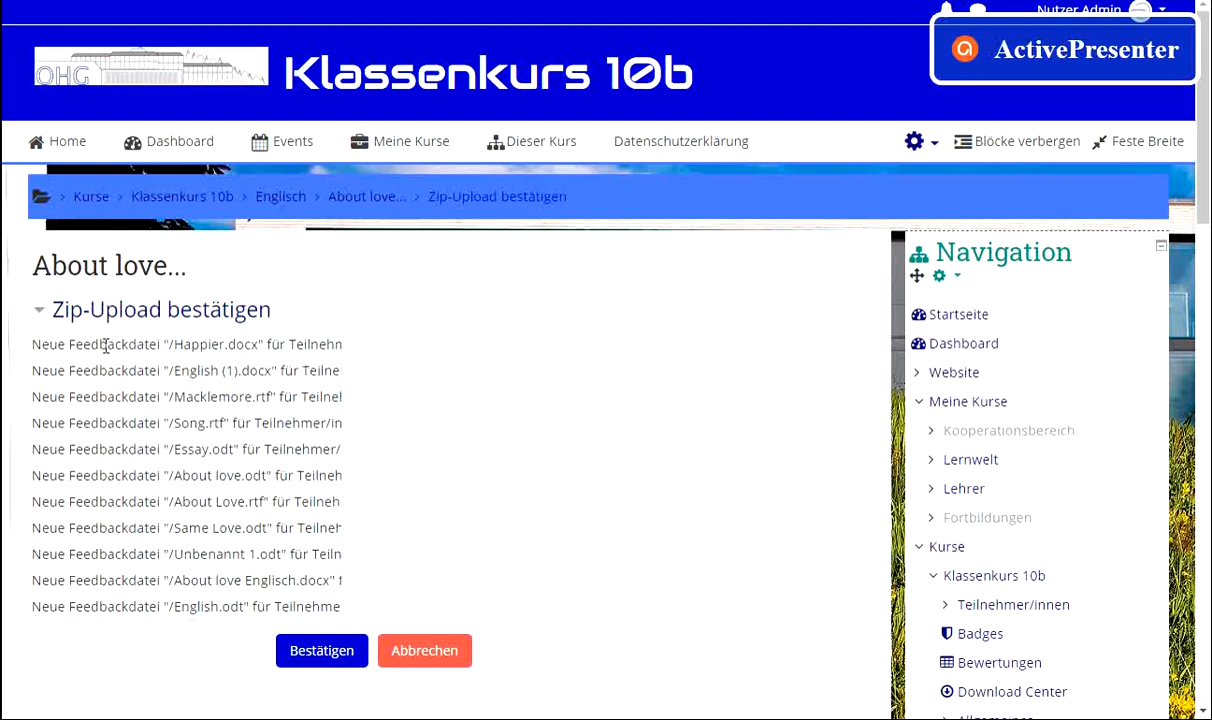 Nutzer Admin
ActivePresenter
OHG
Klassenkurs 10b
Home Dashboard Events Meine Kurse Dieser Kurs Datenschutzerklärung Blöcke verbergen Feste Breite
Kurse Klassenkurs 10b Englisch About love... Zip-Upload bestätigen
About love...
Zip-Upload bestätigen
Neue Feedbackdatei "/Happier.docx" für Teilnehm
Neue Feedbackdatei "/English (1).docx" für Teilne
Neue Feedbackdatei "/Macklemore.rtf" für Teilneh
Neue Feedbackdatei "/Song.rtf" für Teilnehmer/in
Neue Feedbackdatei "/Essay.odt" für Teilnehmer/
Neue Feedbackdatei "/About love.odt" für Teilneh
Neue Feedbackdatei "/About Love.rtf" für Teilneh
Neue Feedbackdatei "/Same Love.odt" für Teilneh
Neue Feedbackdatei "/Unbenannt 1.odt" für Teiln
Neue Feedbackdatei "/About love Englisch.docx" f
Neue Feedbackdatei "/English.odt" für Teilnehme
Bestätigen Abbrechen
Navigation
Startseite
Dashboard
Website
Meine Kurse
Kooperationsbereich
Lernwelt
Lehrer
Fortbildungen
Kurse
Klassenkurs 10b
Teilnehmer/innen
Badges
Bewertungen
Download Center